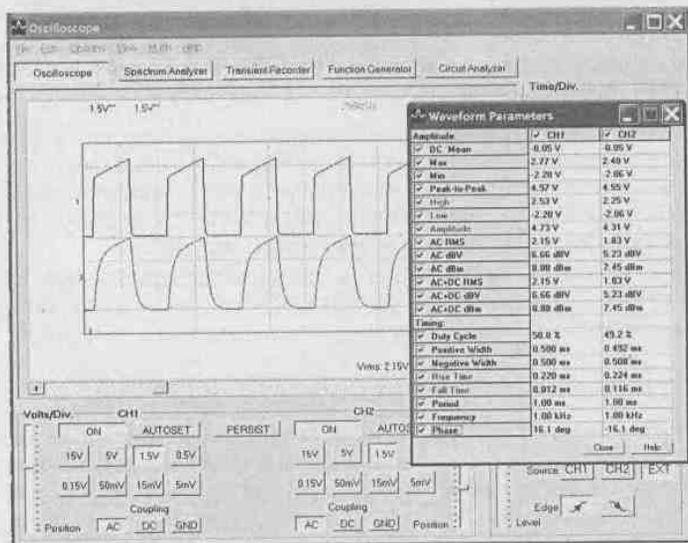 Oscilloscope
Oscilloscope Spectrum Analyzer Transient Recorder Function Generator Circuit Analyzer
Time/Div.
1.5V 1.5V
Waveform Parameters
Amplitude CH1 CH2
DC Mean -0.05 V -0.05 V
Max 2.77 V 2.49 V
Min -2.20 V -2.06 V
Peak-to-Peak 4.97 V 4.55 V
High 2.53 V 2.25 V
Low -2.20 V -2.06 V
Amplitude 4.73 V 4.31 V
AC RMS 2.15 V 1.83 V
AC dBV 6.66 dBV 5.23 dBV
AC dBm 8.88 dBm 7.45 dBm
AC+DC RMS 2.15 V 1.83 V
AC+DC dBV 6.66 dBV 5.23 dBV
AC+DC dBm 8.88 dBm 7.45 dBm
Timing:
Duty Cycle 50.0 % 49.2 %
Positive Width 0.500 ms 0.492 ms
Negative Width 0.500 ms 0.508 ms
Rise Time 0.220 ms 0.224 ms
Fall Time 0.012 ms 0.116 ms
Period 1.00 ms 1.00 ms
Frequency 1.00 kHz 1.00 kHz
Phase 16.1 deg -16.1 deg
Close Help
1
Vrms: 2.15V
Volts/Div. CH1 CH2
ON AUTOSET PERSIST ON
15V 5V 1.5V 0.5V 15V 5V 1.5V
0.15V 50mV 15mV 5mV 0.15V 50mV 15mV 5mV
Coupling Coupling
Position AC DC GND AC DC GND Position
Source CH1 CH2 EXT
Edge
Level